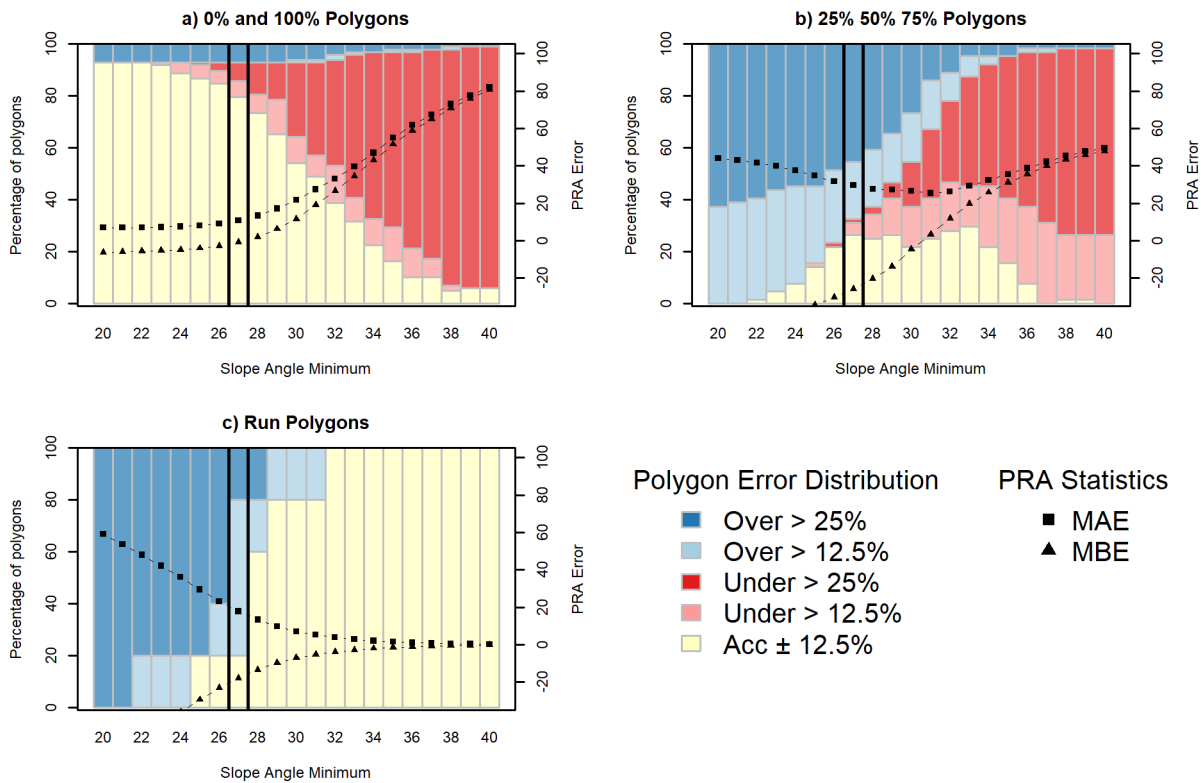 a) 0% and 100% Polygons
Percentage of polygons
0 20 40 60 80 100
-20 0 20 40 60 80 100
PRA Error
20 22 24 26 28 30 32 34 36 38 40
Slope Angle Minimum
b) 25% 50% 75% Polygons
Percentage of polygons
0 20 40 60 80 100
-20 0 20 40 60 80 100
PRA Error
20 22 24 26 28 30 32 34 36 38 40
Slope Angle Minimum
c) Run Polygons
Percentage of polygons
0 20 40 60 80 100
-20 0 20 40 60 80 100
PRA Error
20 22 24 26 28 30 32 34 36 38 40
Slope Angle Minimum
Polygon Error Distribution
Over > 25%
Over > 12.5%
Under > 25%
Under > 12.5%
Acc ± 12.5%
PRA Statistics
MAE
MBE